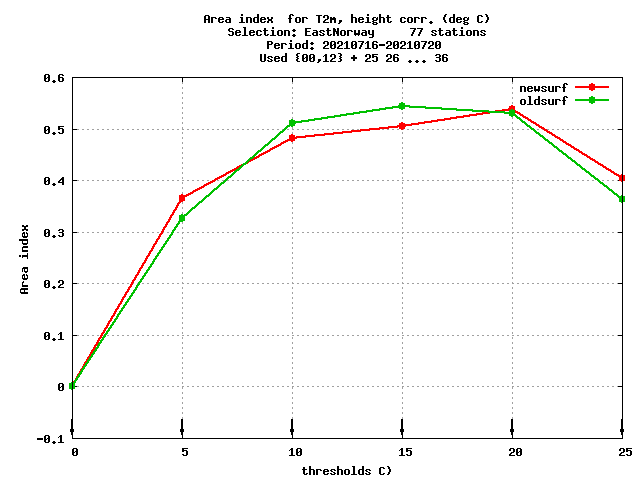 Area index  for T2m, height corr. (deg C)
Selection: EastNorway     77 stations
Period: 20210716-20210720
Used {00,12} + 25 26 ... 36
newsurf
oldsurf
0.6
0.5
0.4
0.3
0.2
0.1
0
-0.1
Area index
0 5 10 15 20 25
thresholds C)